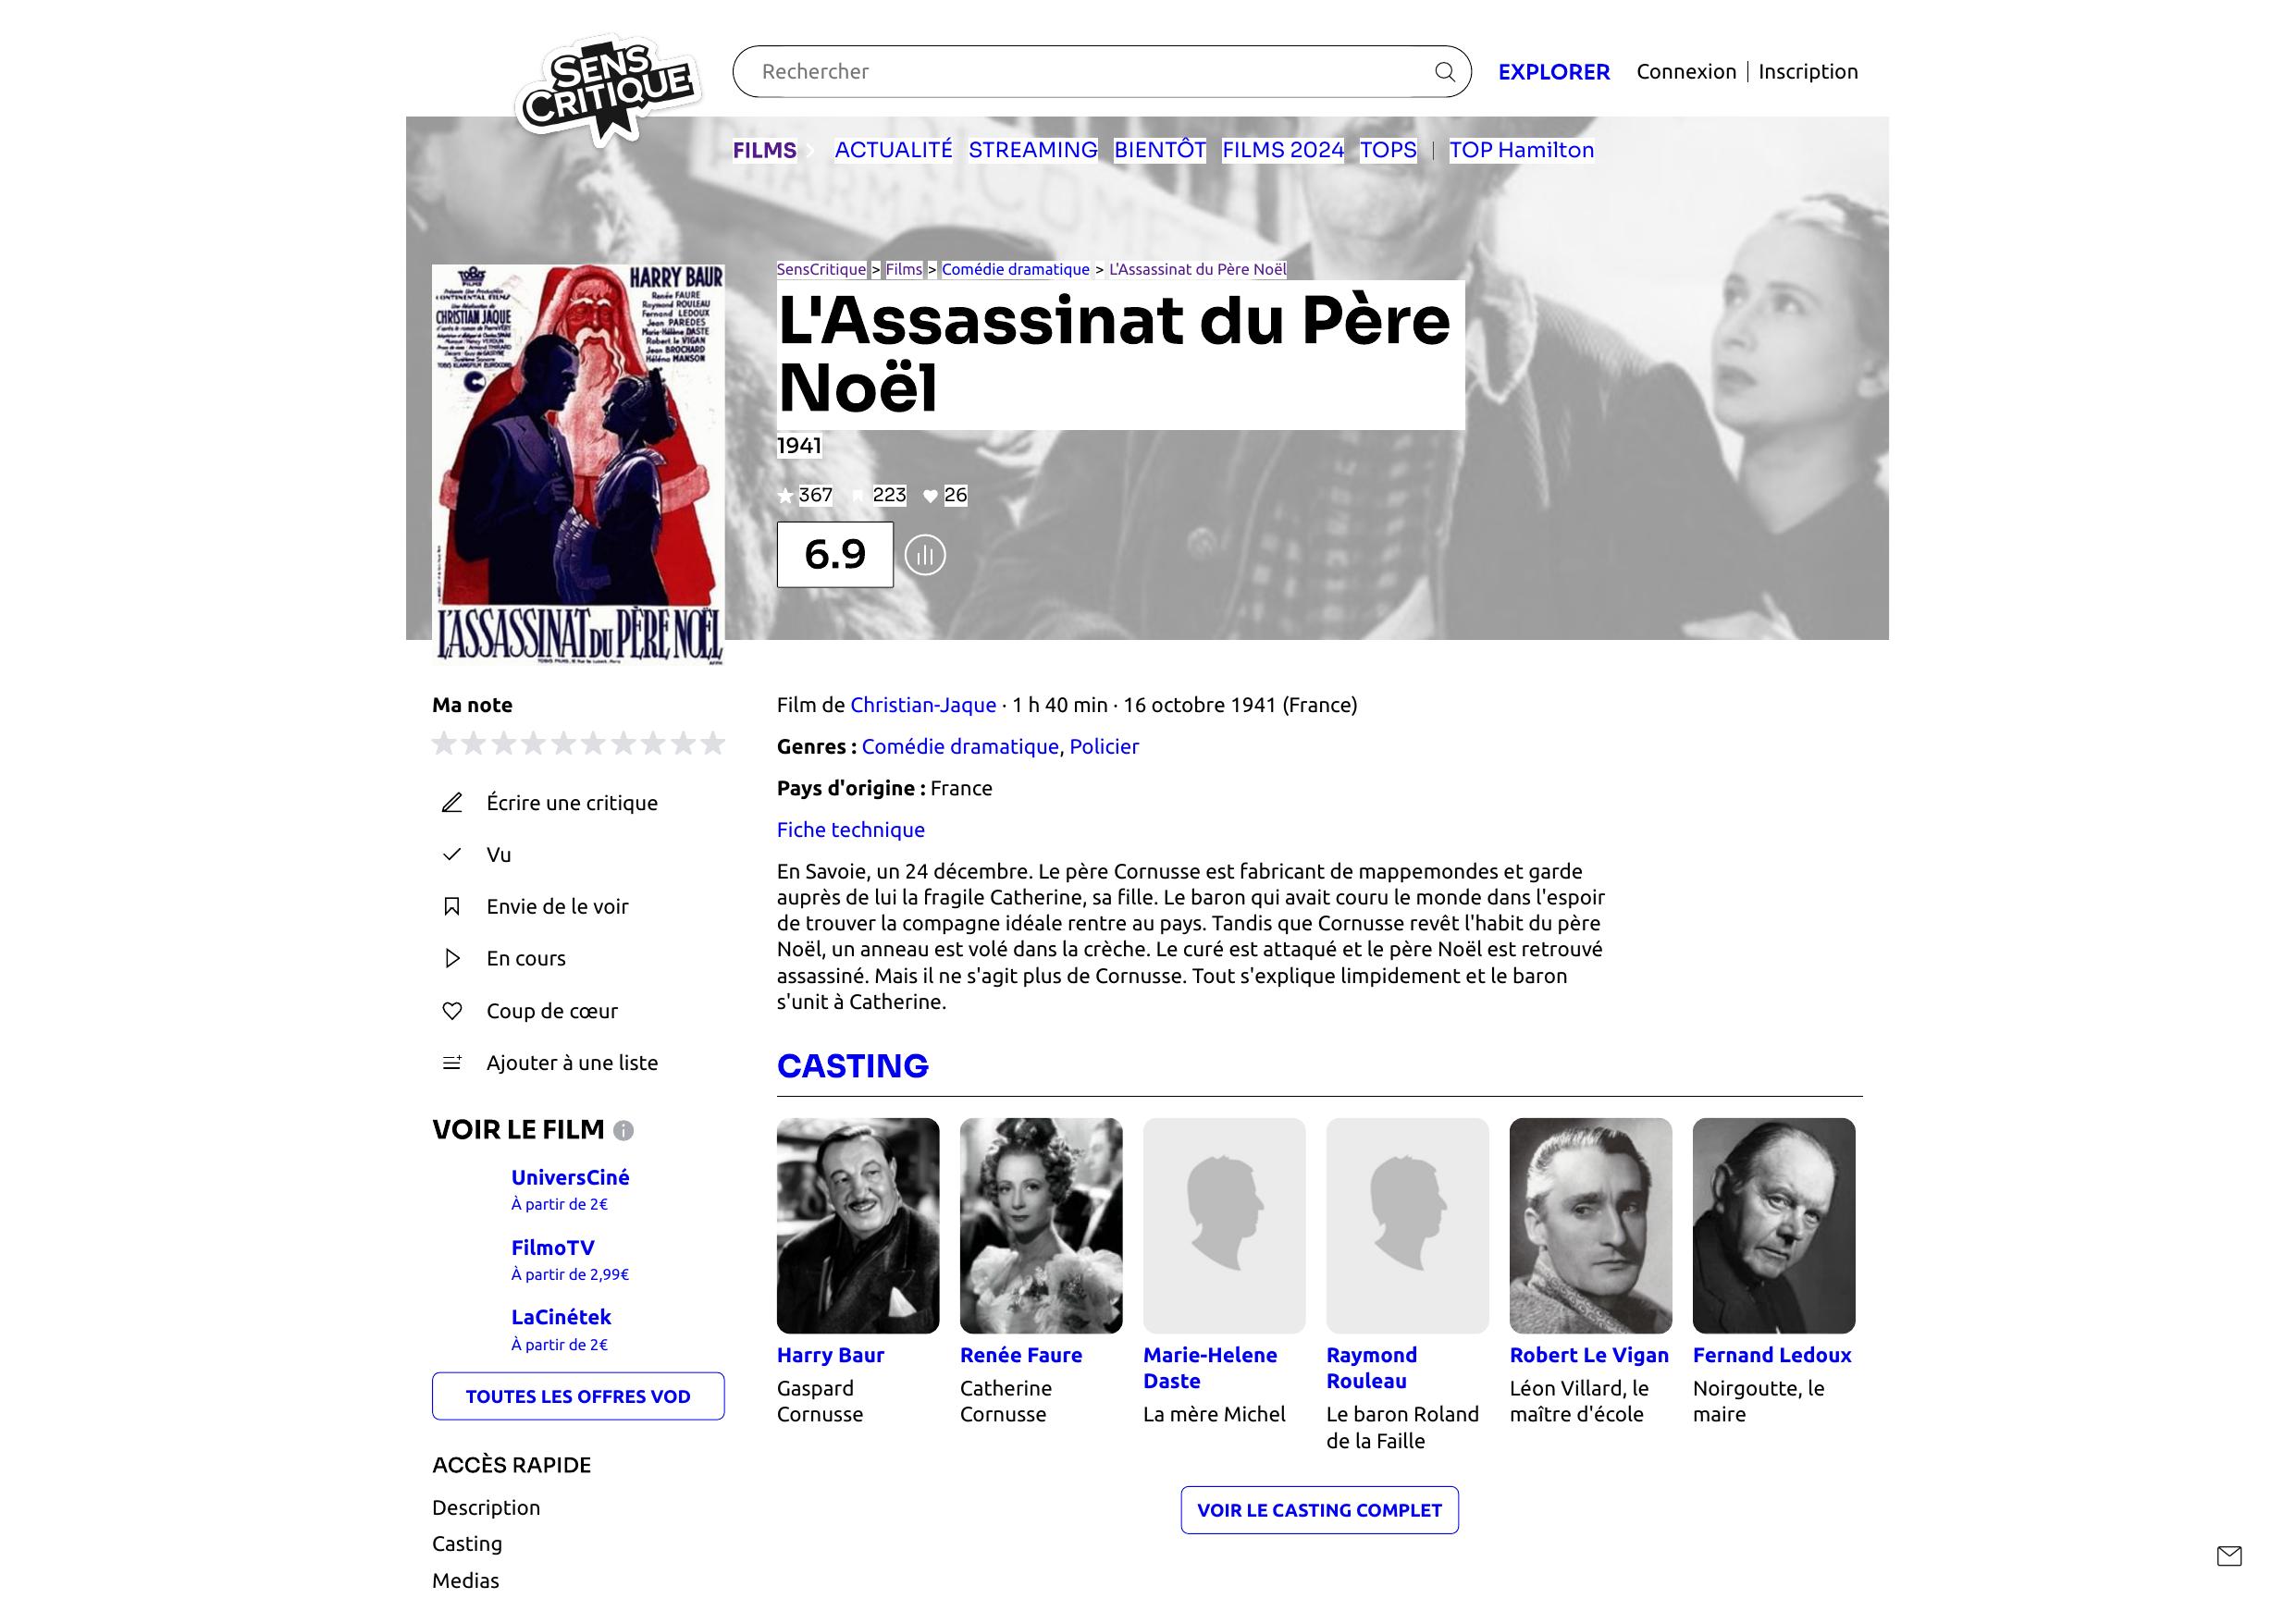 SENS
CRITIQUE
Rechercher
EXPLORER
Connexion | Inscription
FILMS
ACTUALITÉ
STREAMING
BIENTÔT
FILMS 2024
TOPS
|
TOP Hamilton
SensCritique > Films > Comédie dramatique > L'Assassinat du Père Noël
L'Assassinat du Père
Noël
1941
367 223 26
6.9
HARRY BAUR
Renée FAURE
Raymond ROULEAU
Fernand LEDOUX
Jean PAREDES
Marie-Hélène DASTE
Robert le VIGAN
Jean BROCHARD
Héléna MANSON
CONTINENTAL FILMS
CHRISTIAN JAQUE
L'ASSASSINAT DU PÈRE NOËL
Ma note
Écrire une critique
Vu
Envie de le voir
En cours
Coup de cœur
Ajouter à une liste
VOIR LE FILM
UniversCiné
À partir de 2€
FilmoTV
À partir de 2,99€
LaCinétek
À partir de 2€
TOUTES LES OFFRES VOD
ACCÈS RAPIDE
Description
Casting
Medias
Film de Christian-Jaque · 1 h 40 min · 16 octobre 1941 (France)
Genres : Comédie dramatique, Policier
Pays d'origine : France
Fiche technique
En Savoie, un 24 décembre. Le père Cornusse est fabricant de mappemondes et garde
auprès de lui la fragile Catherine, sa fille. Le baron qui avait couru le monde dans l'espoir
de trouver la compagne idéale rentre au pays. Tandis que Cornusse revêt l'habit du père
Noël, un anneau est volé dans la crèche. Le curé est attaqué et le père Noël est retrouvé
assassiné. Mais il ne s'agit plus de Cornusse. Tout s'explique limpidement et le baron
s'unit à Catherine.
CASTING
Harry Baur
Gaspard
Cornusse
Renée Faure
Catherine
Cornusse
Marie-Helene
Daste
La mère Michel
Raymond
Rouleau
Le baron Roland
de la Faille
Robert Le Vigan
Léon Villard, le
maître d'école
Fernand Ledoux
Noirgoutte, le
maire
VOIR LE CASTING COMPLET